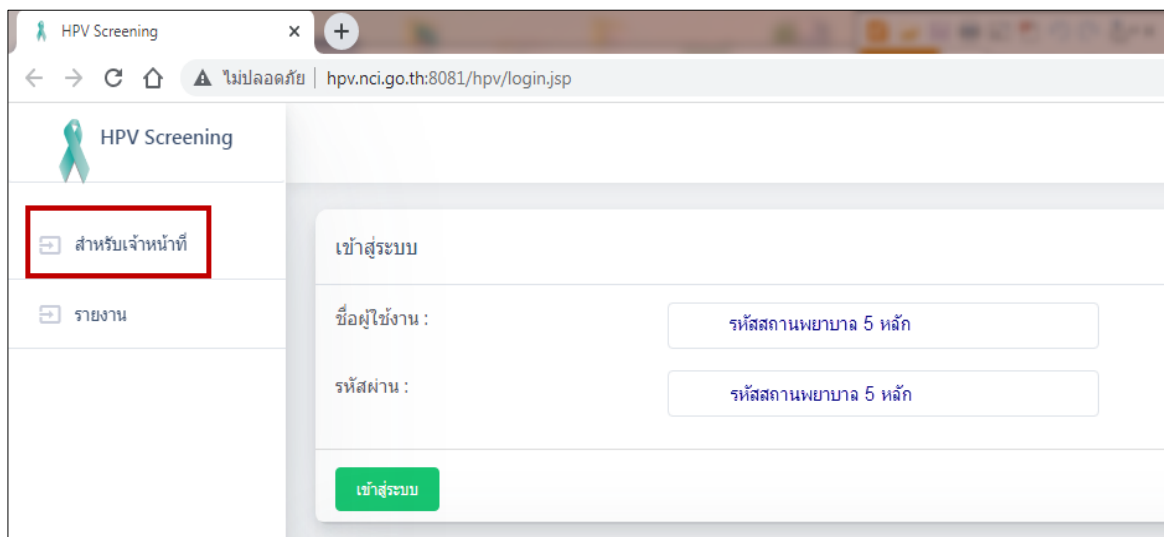 HPV Screening
ไม่ปลอดภัย hpv.nci.go.th:8081/hpv/login.jsp
HPV Screening
สำหรับเจ้าหน้าที่
รายงาน
เข้าสู่ระบบ
ชื่อผู้ใช้งาน :
รหัสสถานพยาบาล 5 หลัก
รหัสผ่าน :
รหัสสถานพยาบาล 5 หลัก
เข้าสู่ระบบ